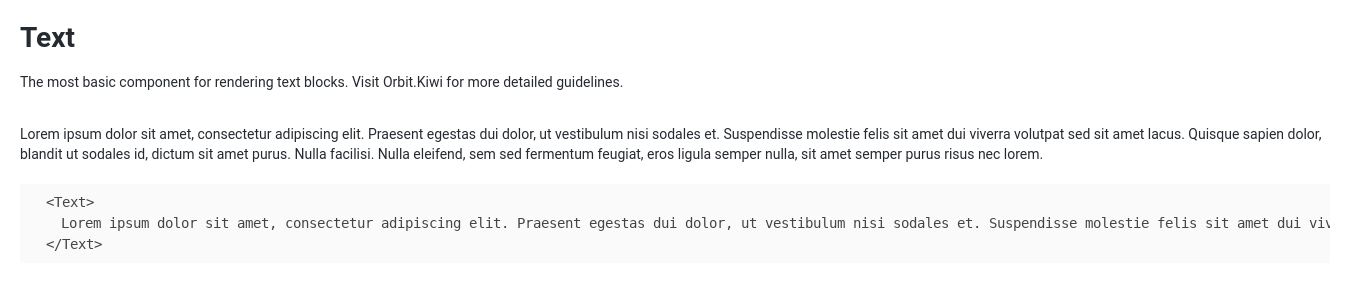 Text
The most basic component for rendering text blocks. Visit Orbit.Kiwi for more detailed guidelines.
Lorem ipsum dolor sit amet, consectetur adipiscing elit. Praesent egestas dui dolor, ut vestibulum nisi sodales et. Suspendisse molestie felis sit amet dui viverra volutpat sed sit amet lacus. Quisque sapien dolor,
blandit ut sodales id, dictum sit amet purus. Nulla facilisi. Nulla eleifend, sem sed fermentum feugiat, eros ligula semper nulla, sit amet semper purus risus nec lorem.
<Text>
Lorem ipsum dolor sit amet, consectetur adipiscing elit. Praesent egestas dui dolor, ut vestibulum nisi sodales et. Suspendisse molestie felis sit amet dui viv
</Text>